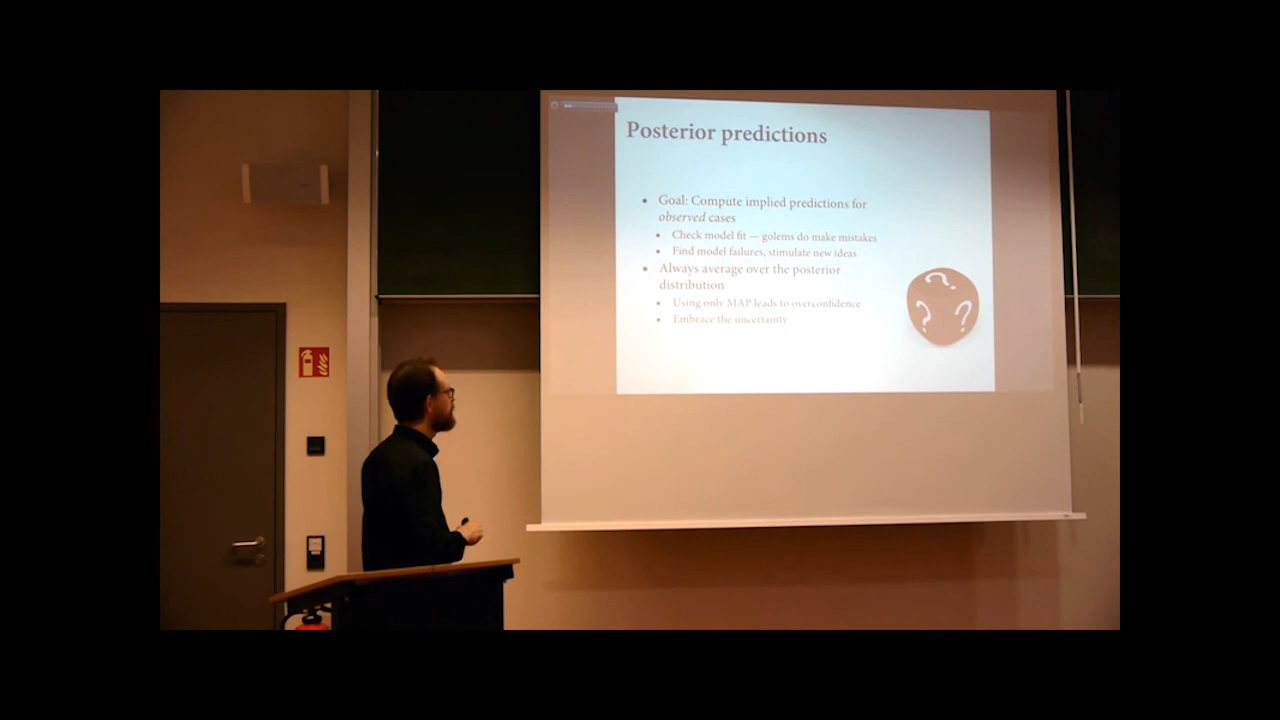 Posterior predictions
• Goal: Compute implied predictions for
observed cases
• Check model fit — golems do make mistakes
• Find model failures, stimulate new ideas
• Always average over the posterior
distribution
• Using only MAP leads to overconfidence
• Embrace the uncertainty
? ? ?